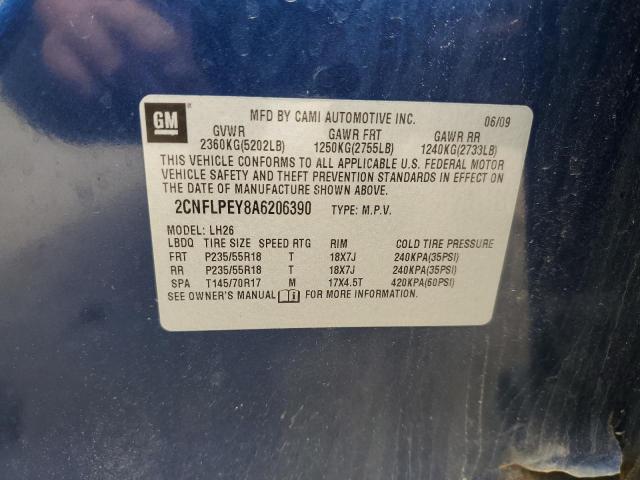 GM MFD BY CAMI AUTOMOTIVE INC. 06/09
GVWR GAWR FRT GAWR RR
2360KG(5202LB) 1250KG(2755LB) 1240KG(2733LB)
THIS VEHICLE CONFORMS TO ALL APPLICABLE U.S. FEDERAL MOTOR
VEHICLE SAFETY AND THEFT PREVENTION STANDARDS IN EFFECT ON
THE DATE OF MANUFACTURE SHOWN ABOVE.
2CNFLPEY8A6206390 TYPE: M.P.V.
MODEL: LH26
LBDQ TIRE SIZE SPEED RTG RIM COLD TIRE PRESSURE
FRT P235/55R18 T 18X7J 240KPA(35PSI)
RR P235/55R18 T 18X7J 240KPA(35PSI)
SPA T145/70R17 M 17X4.5T 420KPA(60PSI)
SEE OWNER'S MANUAL FOR MORE INFORMATION.